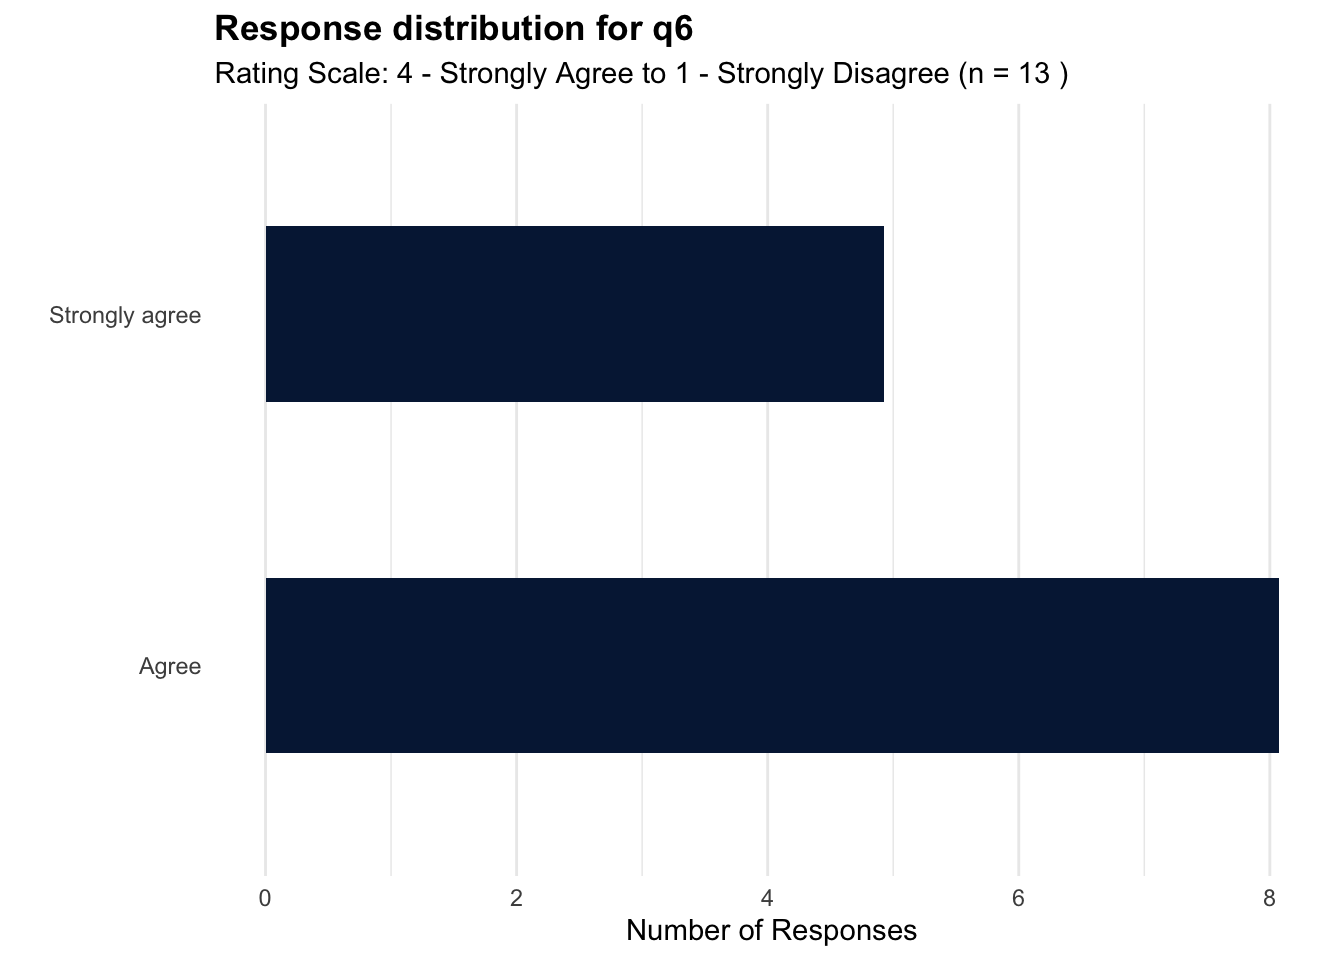 Response distribution for q6
Rating Scale: 4 - Strongly Agree to 1 - Strongly Disagree (n = 13 )
Strongly agree
Agree
0 2 4 6 8
Number of Responses